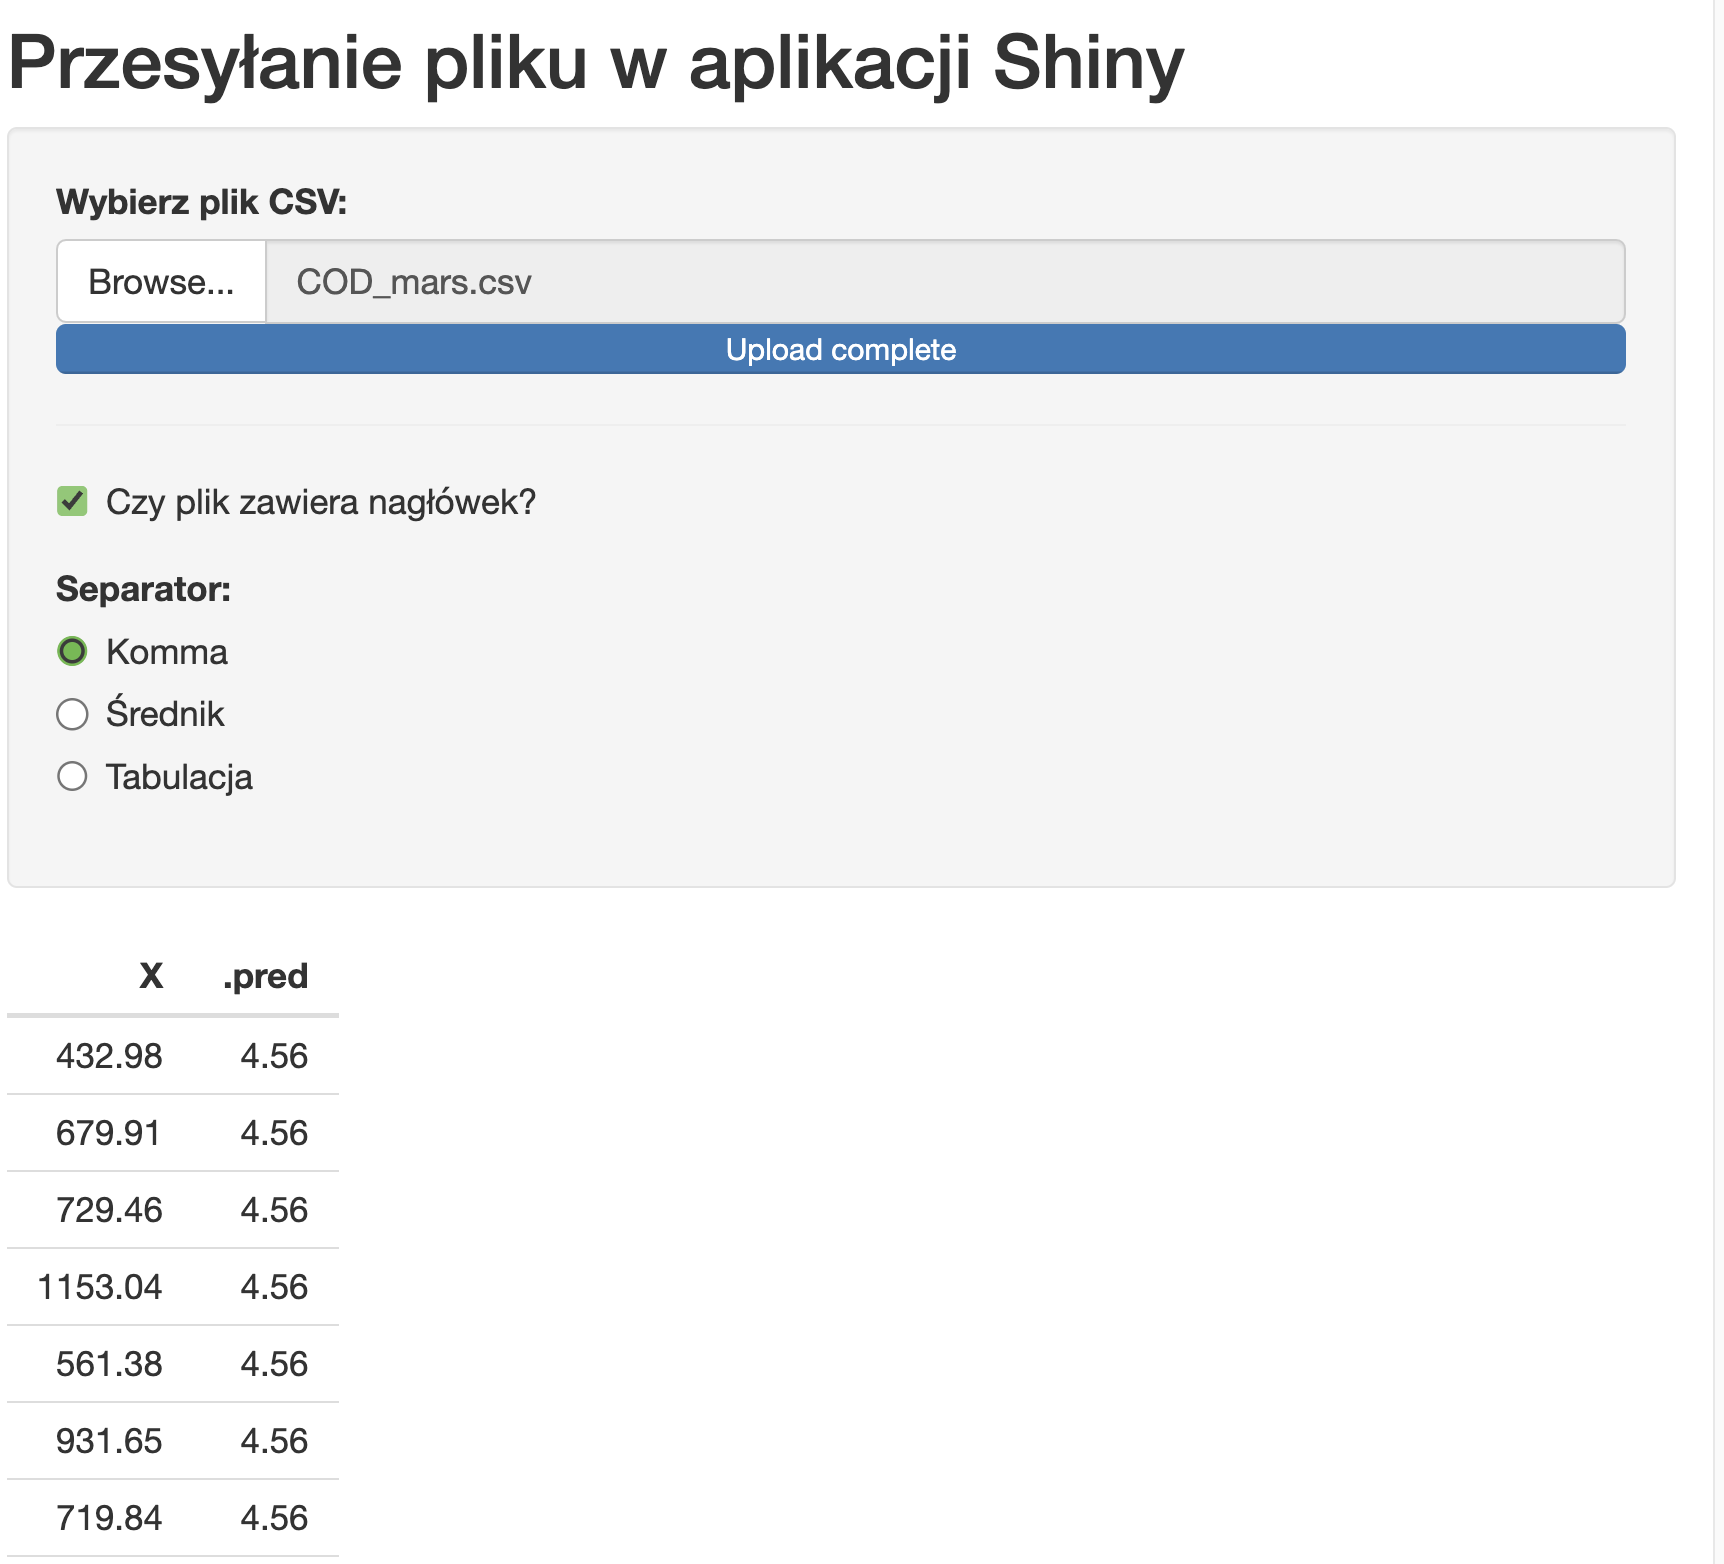 Przesyłanie pliku w aplikacji Shiny
Wybierz plik CSV:
Browse... COD_mars.csv
Upload complete
Czy plik zawiera nagłówek?
Separator:
Komma
Średnik
Tabulacja
X .pred
432.98 4.56
679.91 4.56
729.46 4.56
1153.04 4.56
561.38 4.56
931.65 4.56
719.84 4.56